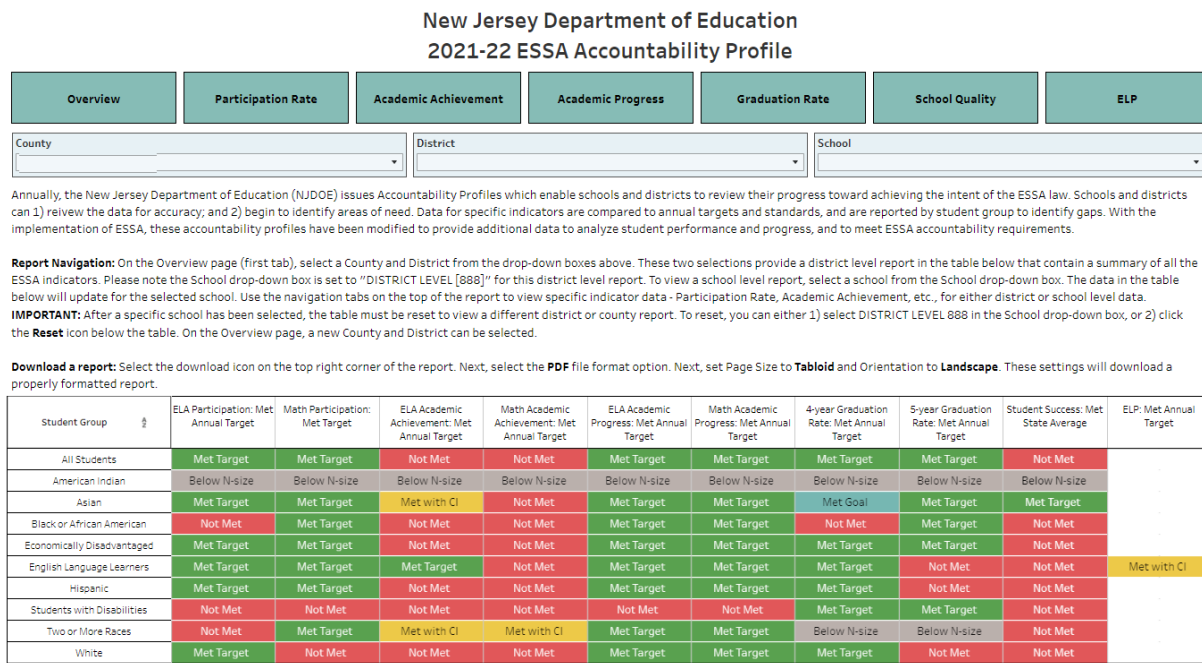 New Jersey Department of Education
2021-22 ESSA Accountability Profile
Overview Participation Rate Academic Achievement Academic Progress Graduation Rate School Quality ELP
County District School
Annually, the New Jersey Department of Education (NJDOE) issues Accountability Profiles which enable schools and districts to review their progress toward achieving the intent of the ESSA law. Schools and districts
can 1) reivew the data for accuracy; and 2) begin to identify areas of need. Data for specific indicators are compared to annual targets and standards, and are reported by student group to identify gaps. With the
implementation of ESSA, these accountability profiles have been modified to provide additional data to analyze student performance and progress, and to meet ESSA accountability requirements.
Report Navigation: On the Overview page (first tab), select a County and District from the drop-down boxes above. These two selections provide a district level report in the table below that contain a summary of all the
ESSA indicators. Please note the School drop-down box is set to "DISTRICT LEVEL [888]" for this district level report. To view a school level report, select a school from the School drop-down box. The data in the table
below will update for the selected school. Use the navigation tabs on the top of the report to view specific indicator data - Participation Rate, Academic Achievement, etc., for either district or school level data.
IMPORTANT: After a specific school has been selected, the table must be reset to view a different district or county report. To reset, you can either 1) select DISTRICT LEVEL 888 in the School drop-down box, or 2) click
the Reset icon below the table. On the Overview page, a new County and District can be selected.
Download a report: Select the download icon on the top right corner of the report. Next, select the PDF file format option. Next, set Page Size to Tabloid and Orientation to Landscape. These settings will download a
properly formatted report.
Student Group
ELA Participation: Met
Annual Target
Math Participation:
Met Target
ELA Academic
Achievement: Met
Annual Target
Math Academic
Achievement: Met
Annual Target
ELA Academic
Progress: Met Annual
Target
Math Academic
Progress: Met Annual
Target
4-year Graduation
Rate: Met Annual
Target
5-year Graduation
Rate: Met Annual
Target
Student Success: Met
State Average
ELP: Met Annual
Target
All Students Met Target Met Target Not Met Not Met Met Target Met Target Met Target Met Target Not Met
American Indian Below N-size Below N-size Below N-size Below N-size Below N-size Below N-size Below N-size Below N-size Below N-size
Asian Met Target Met Target Met with CI Not Met Met Target Met Target Met Goal Met Target Met Target
Black or African American Not Met Met Target Not Met Not Met Met Target Met Target Not Met Met Target Not Met
Economically Disadvantaged Met Target Met Target Not Met Not Met Met Target Met Target Met Target Met Target Not Met
English Language Learners Met Target Met Target Met Target Not Met Met Target Met Target Met Target Not Met Not Met Met with CI
Hispanic Met Target Met Target Not Met Not Met Met Target Met Target Met Target Not Met Not Met
Students with Disabilities Not Met Not Met Not Met Not Met Not Met Not Met Met Target Met Target Not Met
Two or More Races Not Met Met Target Met with CI Met with CI Met Target Met Target Below N-size Below N-size Not Met
White Met Target Not Met Not Met Not Met Met Target Met Target Met Target Not Met Not Met